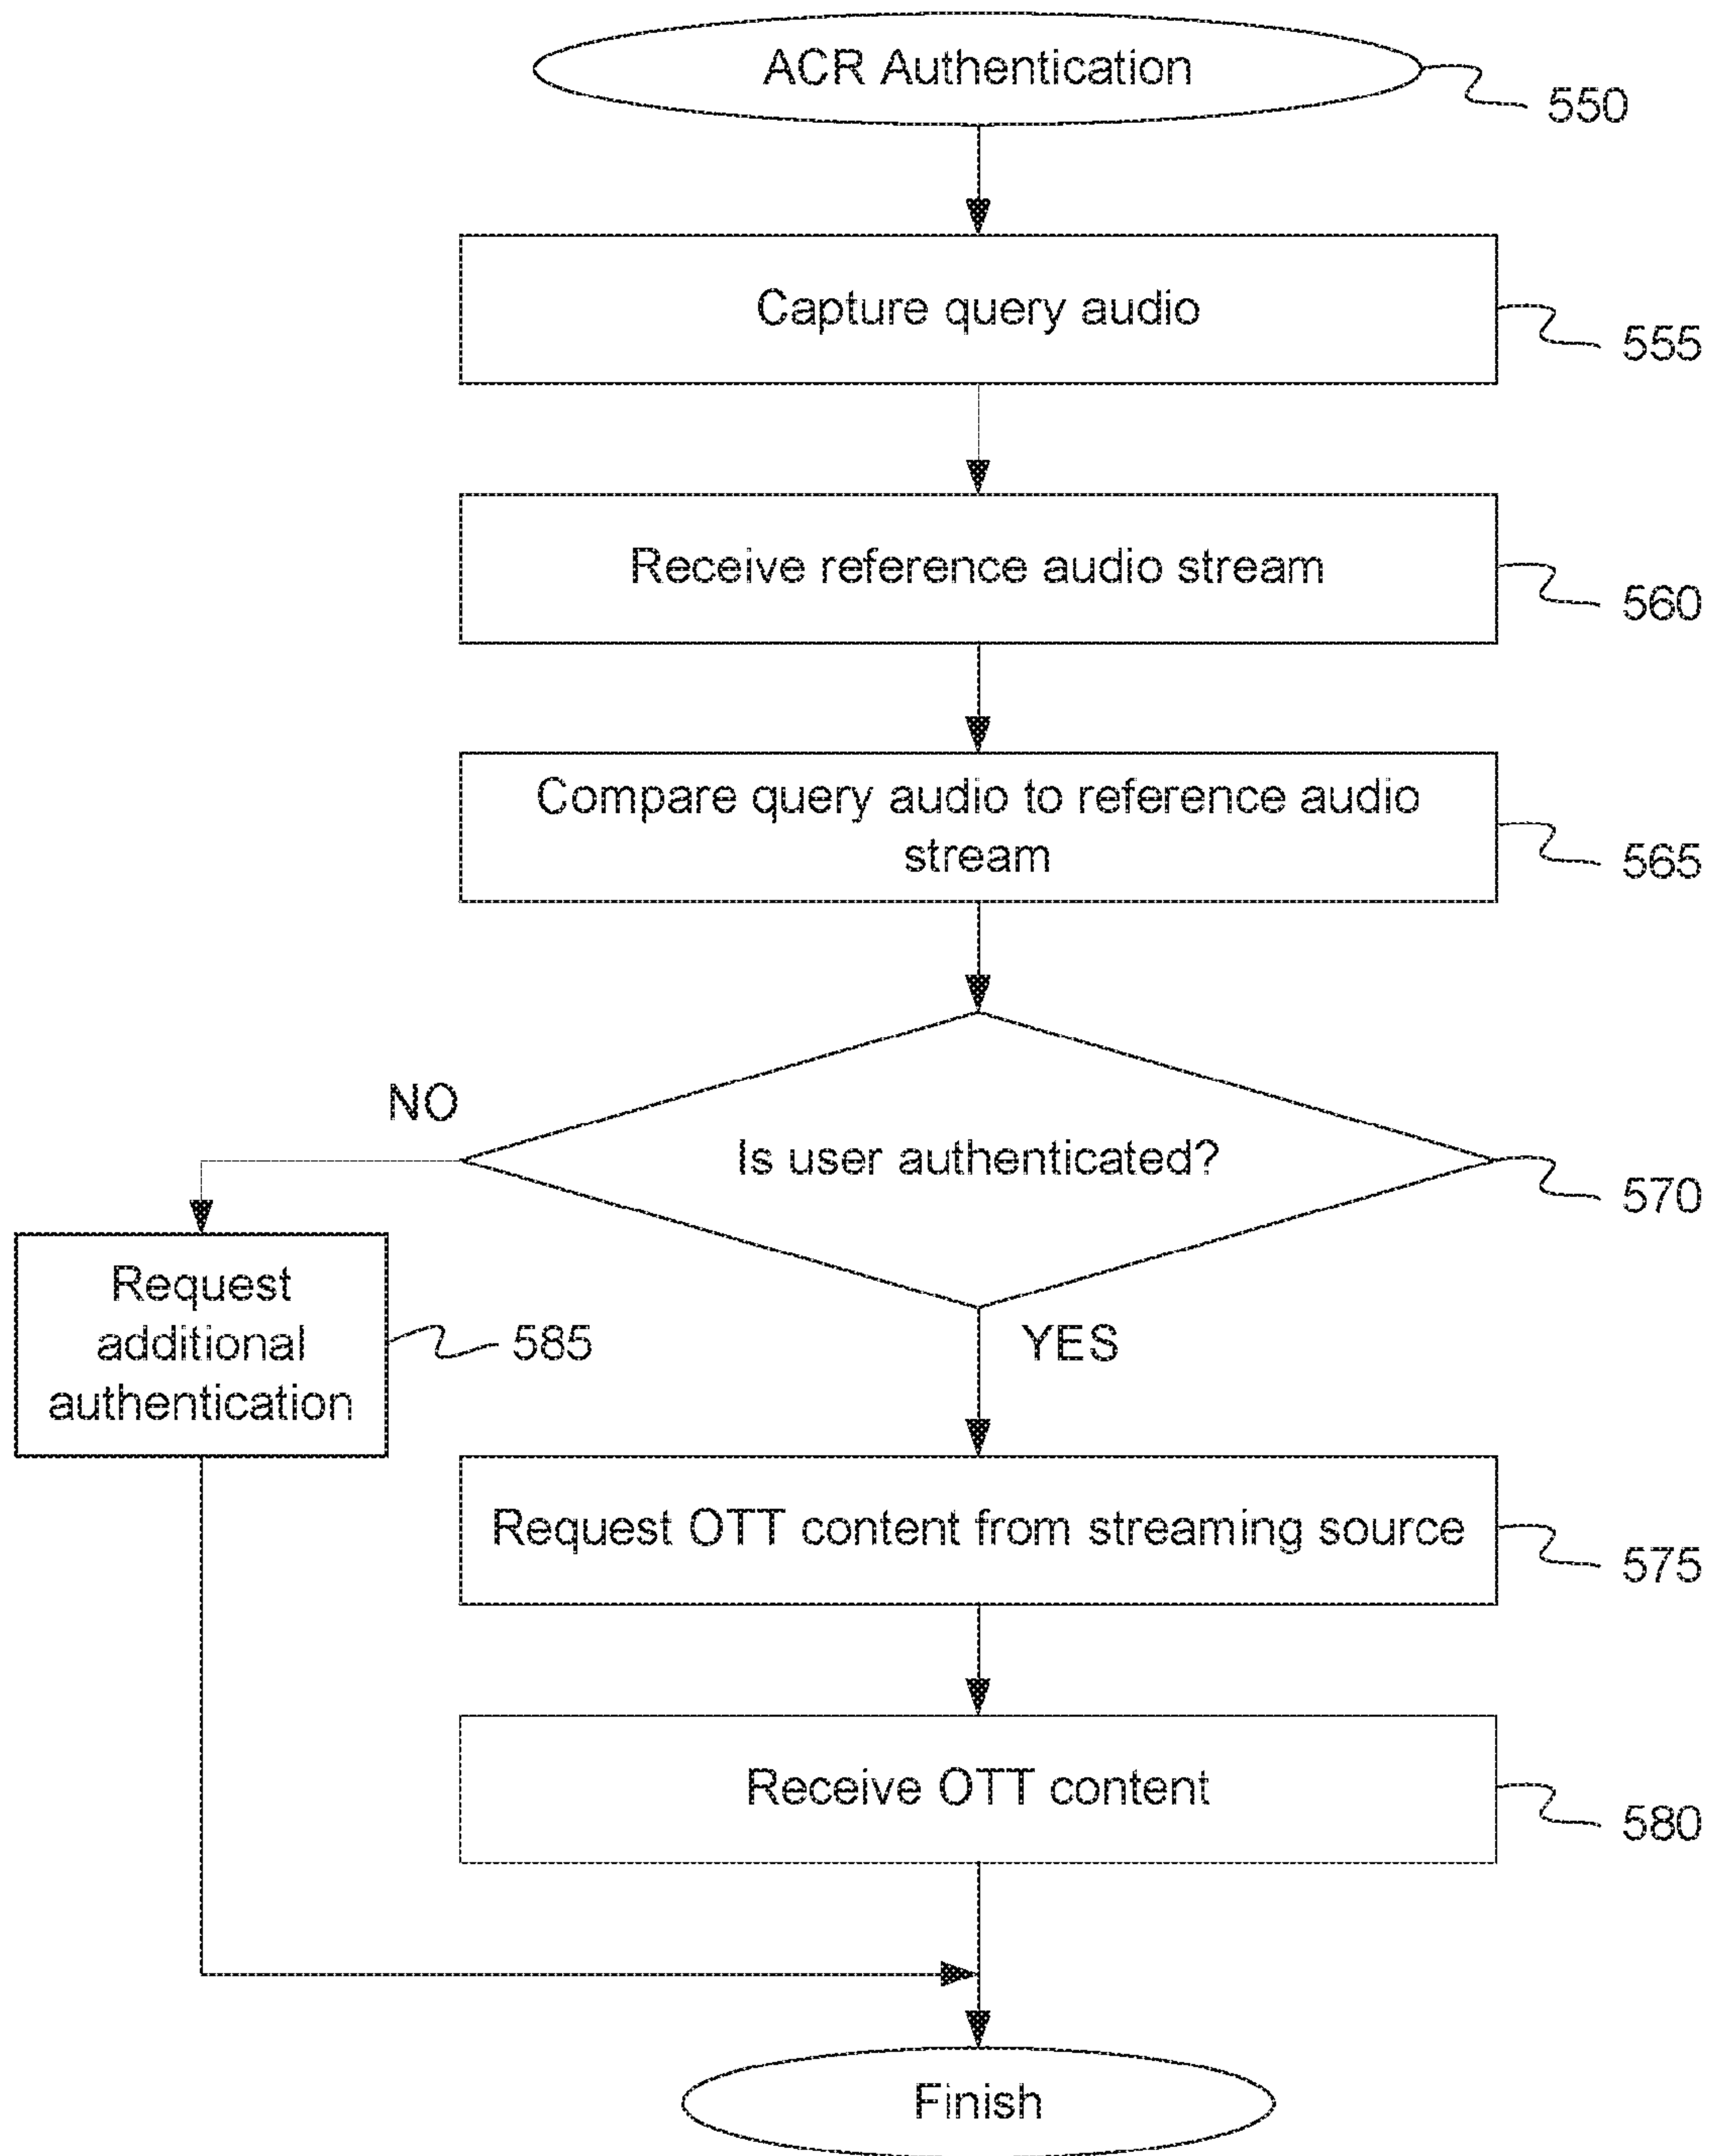 ACR Authentication
550
Capture query audio
555
Receive reference audio stream
560
Compare query audio to reference audio
stream
565
NO
Is user authenticated?
570
Request
additional
authentication
585
YES
Request OTT content from streaming source
575
Receive OTT content
580
Finish